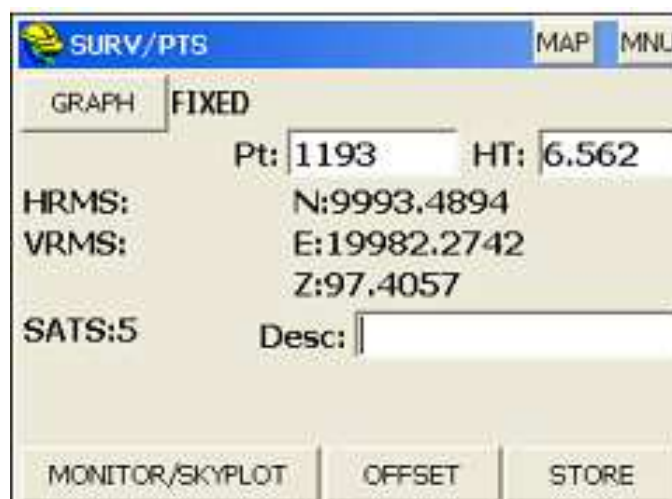 SURV/PTS MAP MNU
GRAPH FIXED
Pt: 1193 HT: 6.562
HRMS: N:9993.4894
VRMS: E:19982.2742
Z:97.4057
SATS:5 Desc:
MONITOR/SKYPLOT OFFSET STORE